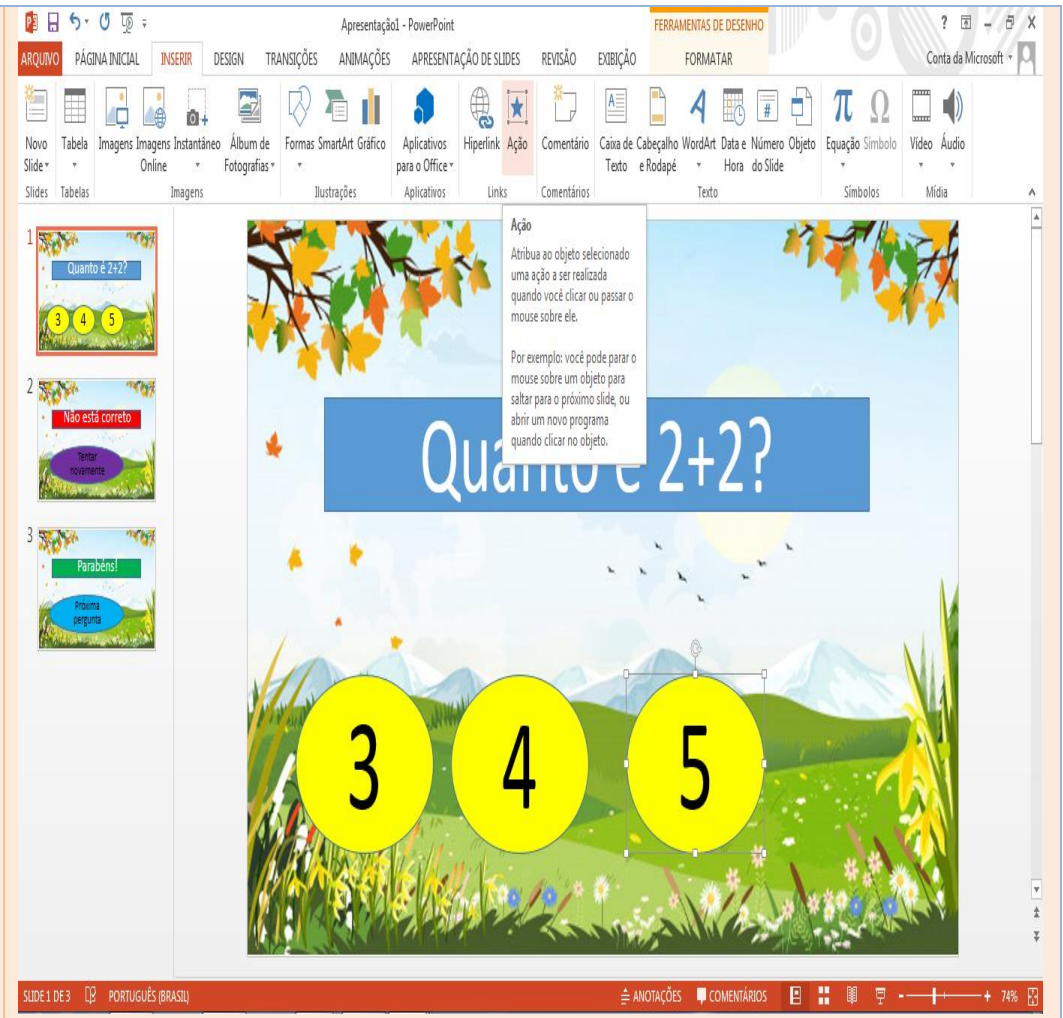 Apresentação1 - PowerPoint
FERRAMENTAS DE DESENHO
?
ARQUIVO PÁGINA INICIAL INSERIR DESIGN TRANSIÇÕES ANIMAÇÕES APRESENTAÇÃO DE SLIDES REVISÃO EXIBIÇÃO FORMATAR Conta da Microsoft
Novo Slide
Tabela
Imagens
Imagens Online
Instantâneo
Álbum de Fotografias
Formas
SmartArt
Gráfico
Aplicativos para o Office
Hiperlink
Ação
Comentário
Caixa de Texto
Cabeçalho e Rodapé
WordArt
Data e Hora
Número do Slide
Objeto
Equação
Símbolo
Vídeo
Áudio
Slides Tabelas Imagens Ilustrações Aplicativos Links Comentários Texto Símbolos Mídia
Ação
Atribua ao objeto selecionado
uma ação a ser realizada
quando você clicar ou passar o
mouse sobre ele.
Por exemplo: você pode parar o
mouse sobre um objeto para
saltar para o próximo slide, ou
abrir um novo programa
quando clicar no objeto.
1
Quanto é 2+2?
3 4 5
2
Não está correto
Tentar
novamente
3
Parabéns!
Próxima
pergunta
Quanto é 2+2?
3 4 5
SLIDE 1 DE 3 PORTUGUÊS (BRASIL) ANOTAÇÕES COMENTÁRIOS 74%